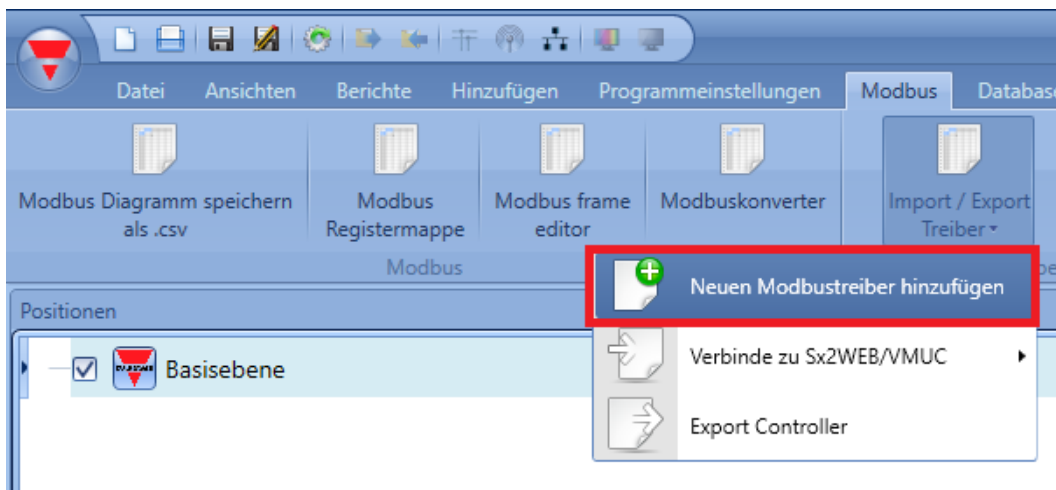 Datei Ansichten Berichte Hinzufügen Programmeinstellungen Modbus
Modbus Diagramm speichern
als .csv
Modbus
Registermappe
Modbus frame
editor
Modbuskonverter
Import / Export
Treiber
Modbus
Neuen Modbustreiber hinzufügen
Verbinde zu Sx2WEB/VMUC
Export Controller
Positionen
Basisebene